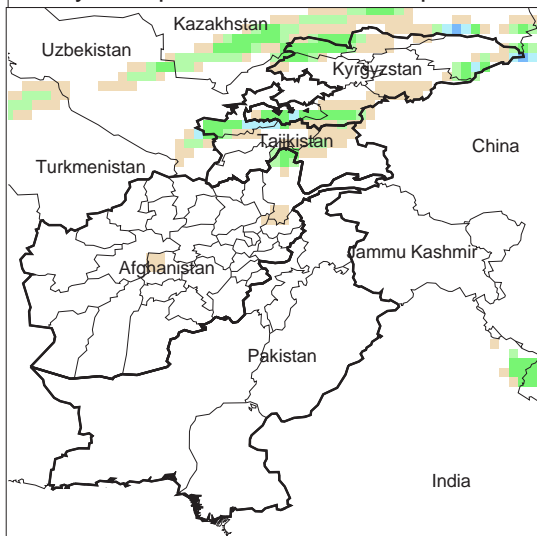 Kazakhstan
Uzbekistan
Kyrgyzstan
Tajikistan
China
Turkmenistan
Jammu Kashmir
Afghanistan
Pakistan
India